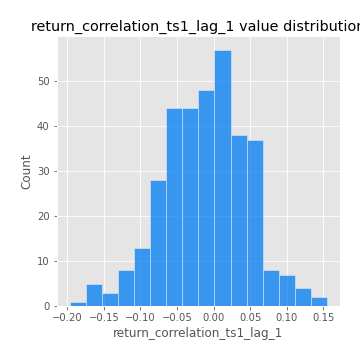 return_correlation_ts1_lag_1 value distribution
Count
50
40
30
20
10
0
−0.20 −0.15 −0.10 −0.05 0.00 0.05 0.10 0.15
return_correlation_ts1_lag_1